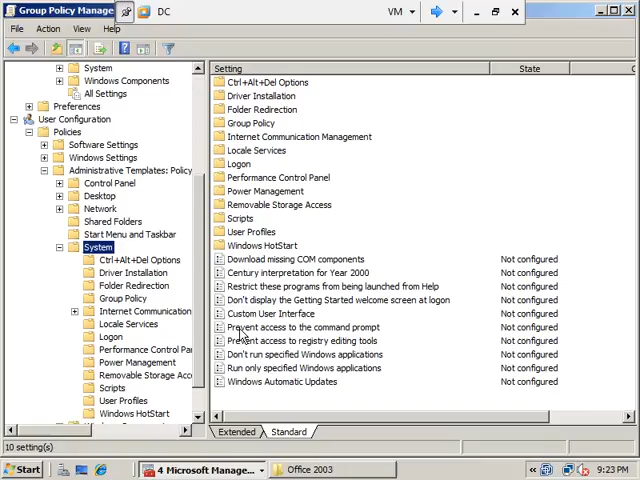 Group Policy Manage
DC
VM
File Action View Help
System
Windows Components
All Settings
Preferences
User Configuration
Policies
Software Settings
Windows Settings
Administrative Templates: Policy
Control Panel
Desktop
Network
Shared Folders
Start Menu and Taskbar
System
Ctrl+Alt+Del Options
Driver Installation
Folder Redirection
Group Policy
Internet Communication
Locale Services
Logon
Performance Control Pa
Power Management
Removable Storage Acc
Scripts
User Profiles
Windows HotStart
Setting State C
Ctrl+Alt+Del Options
Driver Installation
Folder Redirection
Group Policy
Internet Communication Management
Locale Services
Logon
Performance Control Panel
Power Management
Removable Storage Access
Scripts
User Profiles
Windows HotStart
Download missing COM components Not configured
Century interpretation for Year 2000 Not configured
Restrict these programs from being launched from Help Not configured
Don't display the Getting Started welcome screen at logon Not configured
Custom User Interface Not configured
Prevent access to the command prompt Not configured
Prevent access to registry editing tools Not configured
Don't run specified Windows applications Not configured
Run only specified Windows applications Not configured
Windows Automatic Updates Not configured
Extended Standard
10 setting(s)
Start 4 Microsoft Manage... Office 2003 9:23 PM